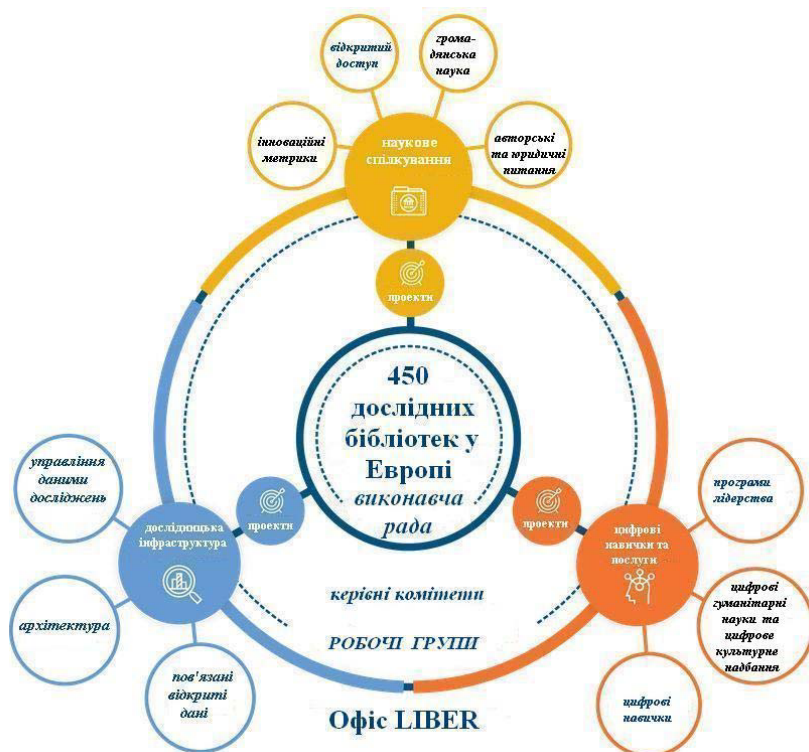 відкритий
доступ
грома-
дянська
наука
інноваційні
метрики
наукове
спілкування
авторські
та юридичні
питання
проекти
450
дослідних
бібліотек у
Европі
виконавча
рада
управління
даними
досліджень
дослідницька
інфраструктура
проекти
проекти
цифрові
навички та
послуги
програми
лідерства
архітектура
керівні комітети
цифрові
гуманітарні
науки та
цифрове
культурне
надбання
РОБОЧІ ГРУПИ
пов'язані
відкриті
дані
цифрові
навички
Офіс LIBER